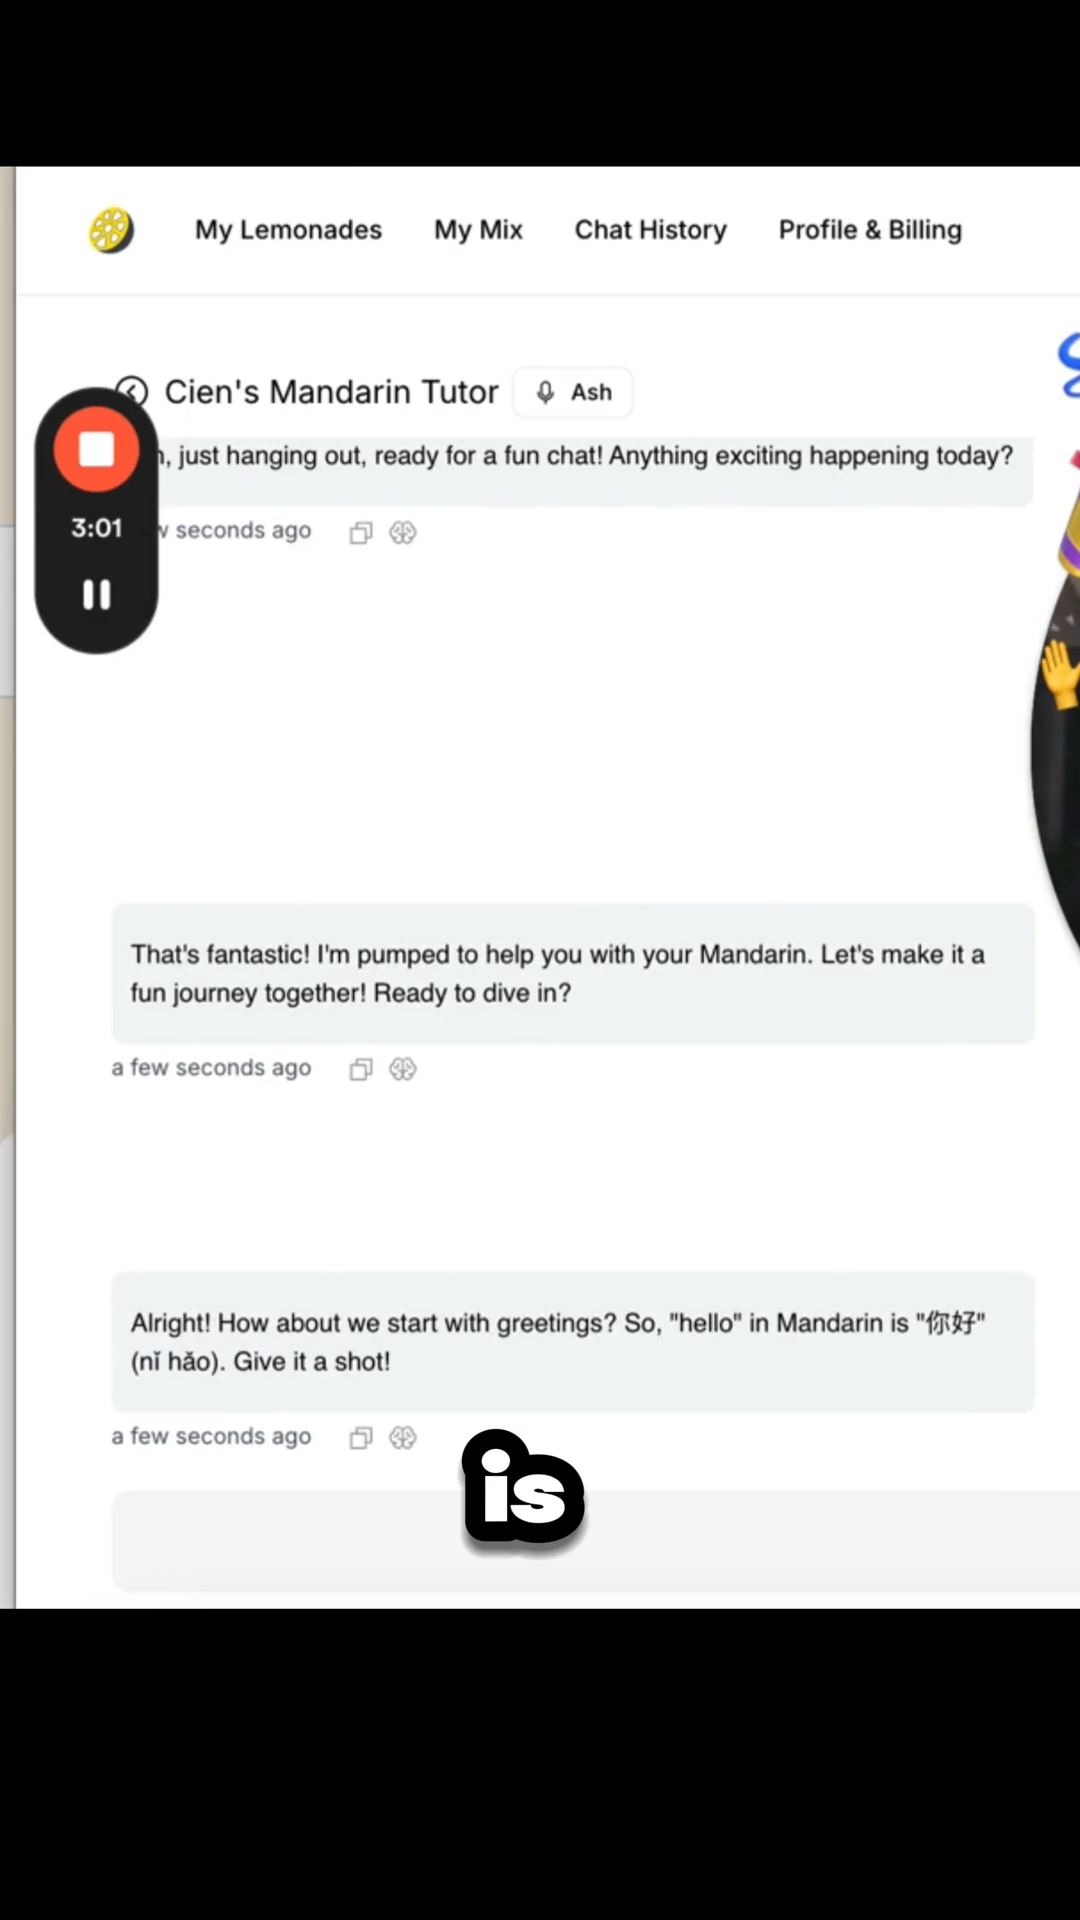 My Lemonades My Mix Chat History Profile & Billing
Cien's Mandarin Tutor Ash
, just hanging out, ready for a fun chat! Anything exciting happening today?
3:01
seconds ago
That's fantastic! I'm pumped to help you with your Mandarin. Let's make it a
fun journey together! Ready to dive in?
a few seconds ago
Alright! How about we start with greetings? So, "hello" in Mandarin is "你好"
(nǐ hǎo). Give it a shot!
a few seconds ago
is